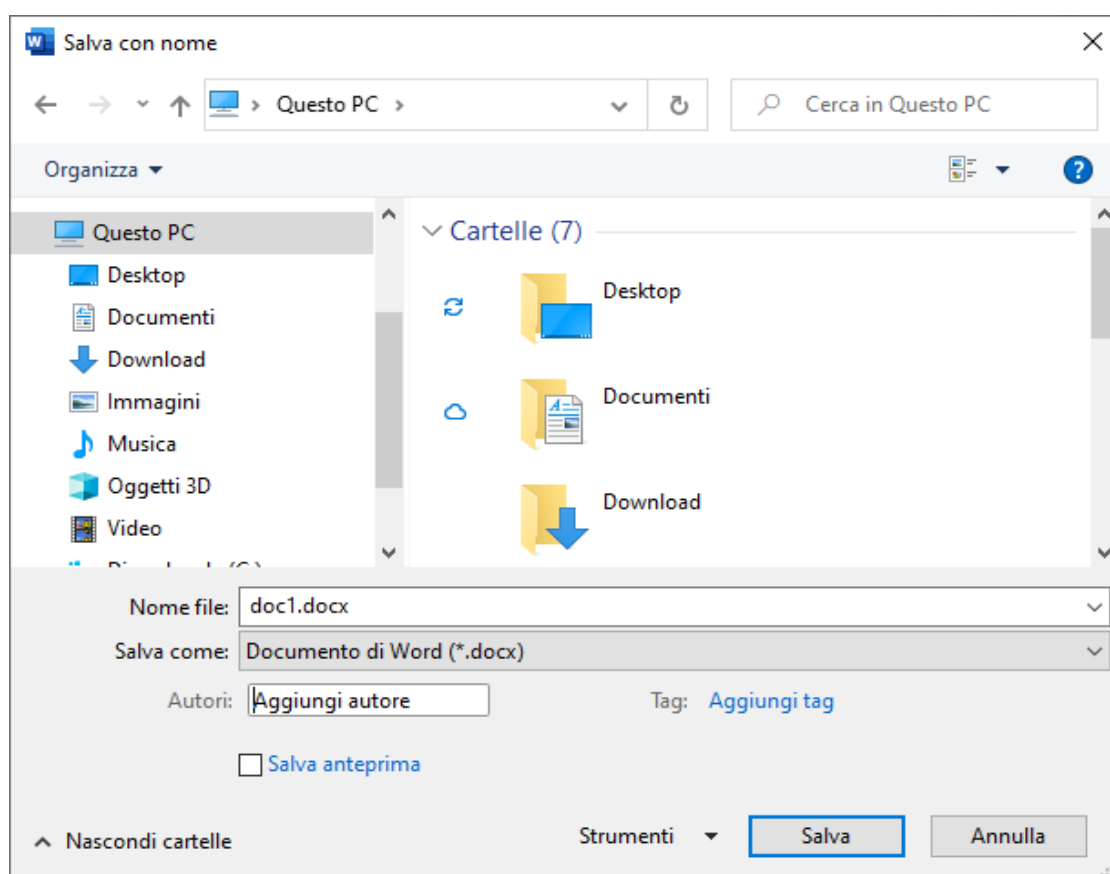 Salva con nome
Questo PC
Cerca in Questo PC
Organizza
Questo PC
Desktop
Documenti
Download
Immagini
Musica
Oggetti 3D
Video
Cartelle (7)
Desktop
Documenti
Download
Nome file: doc1.docx
Salva come: Documento di Word (*.docx)
Autori: Aggiungi autore Tag: Aggiungi tag
Salva anteprima
Nascondi cartelle Strumenti Salva Annulla